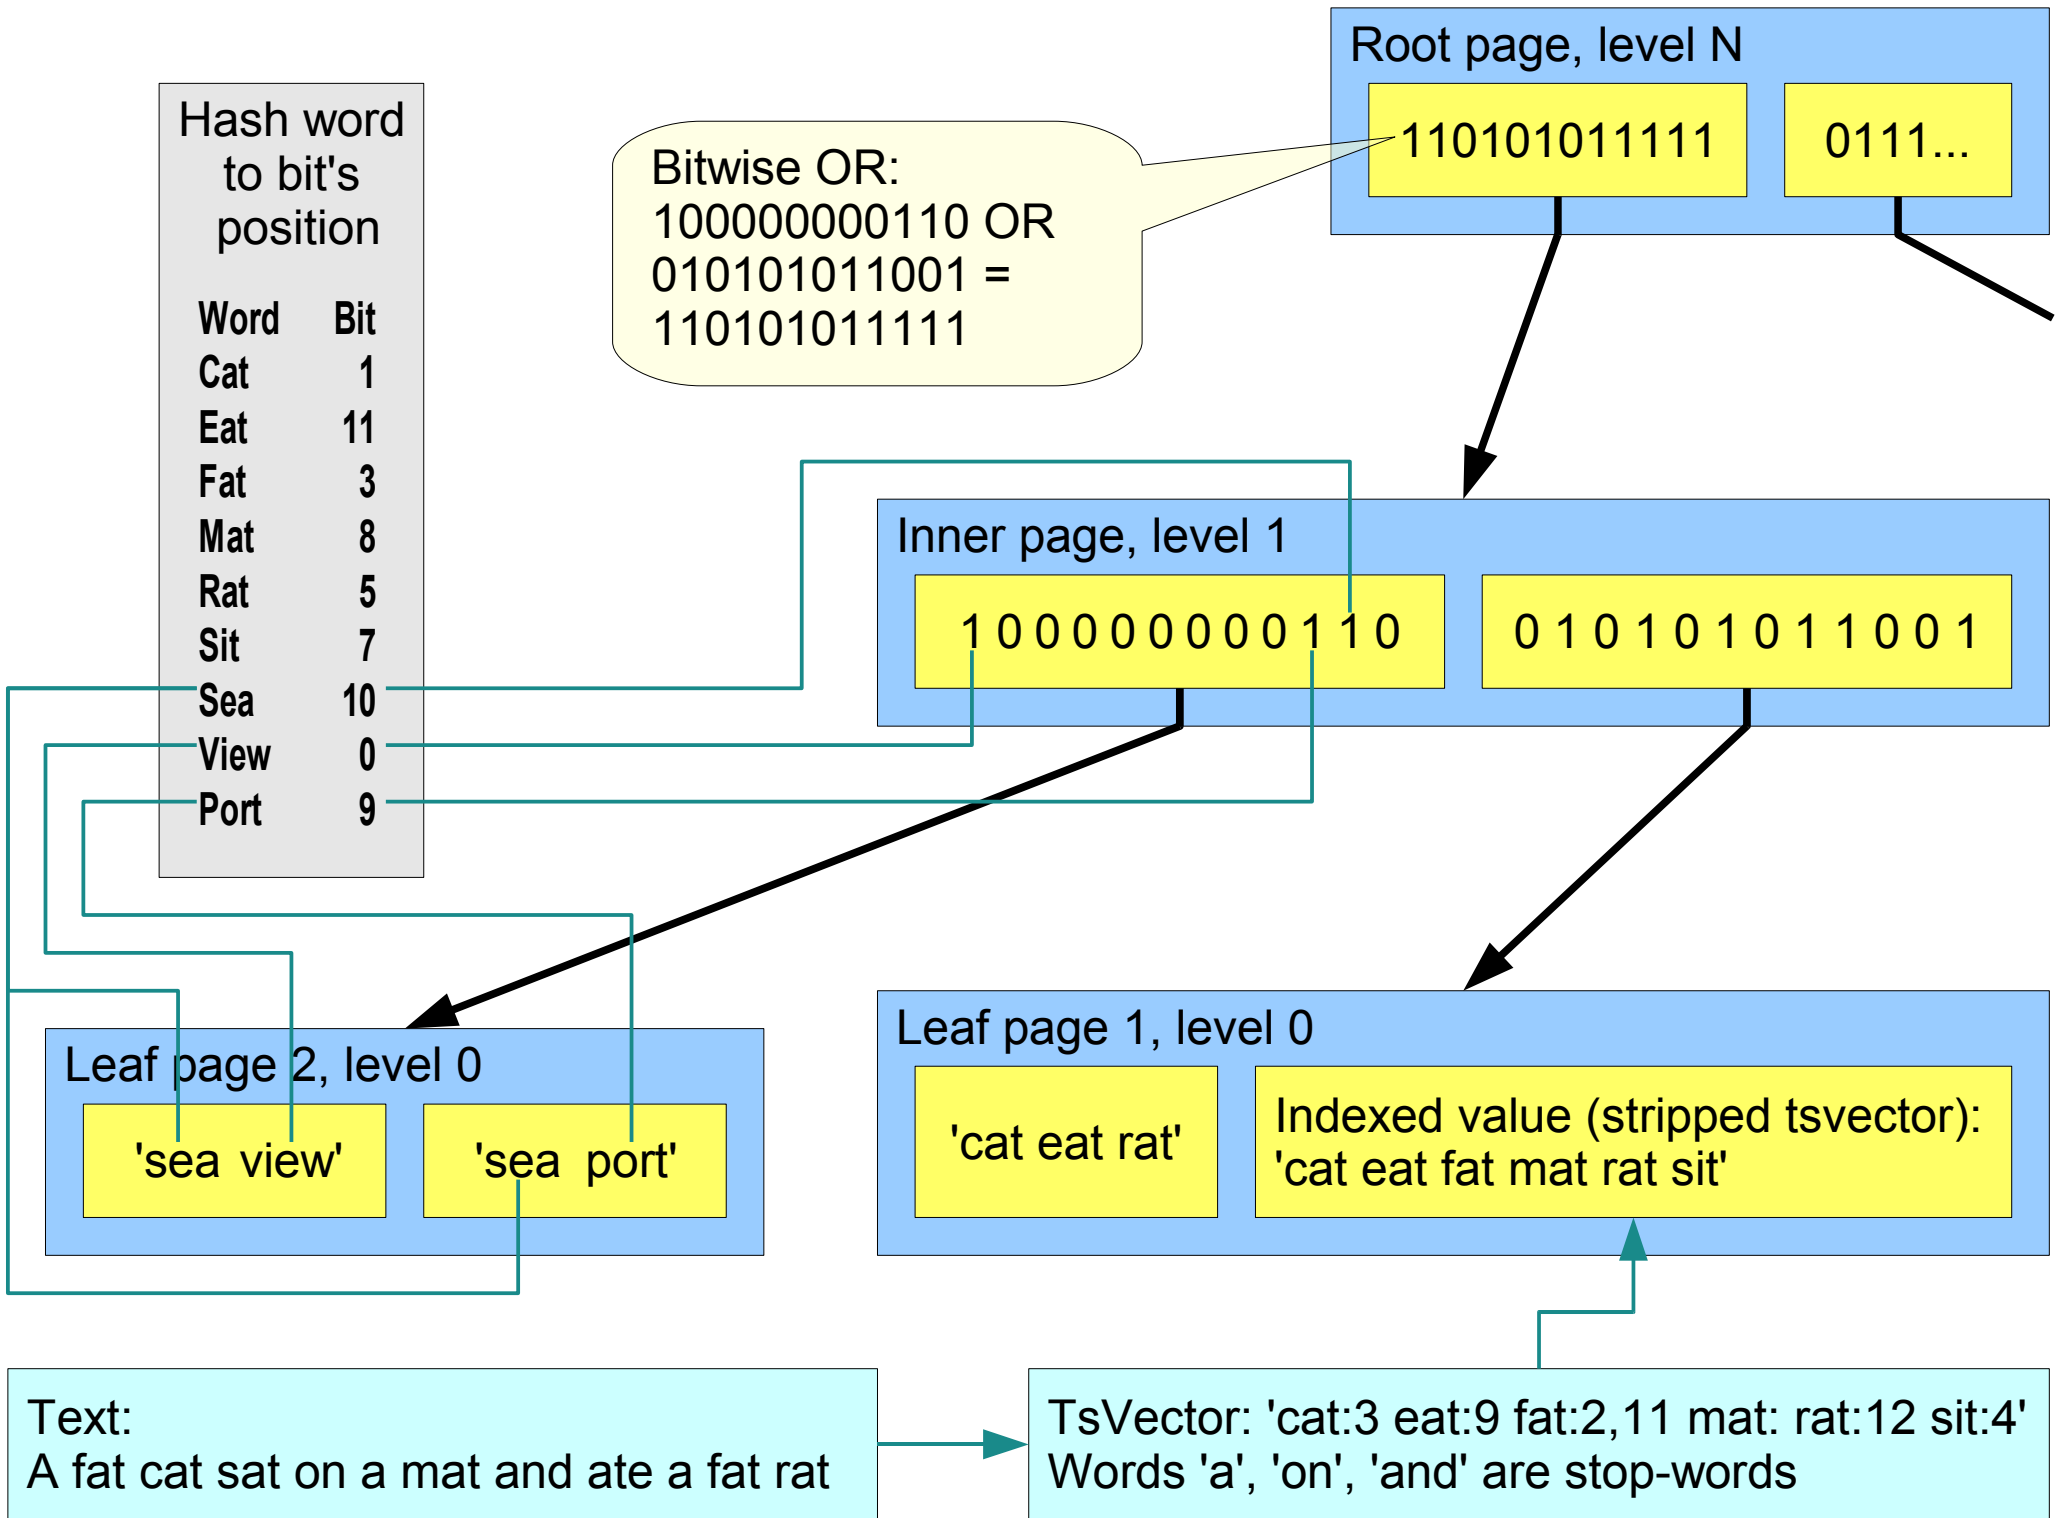 Root page, level N
110101011111 0111...
Hash word
to bit's
position
Word Bit
Cat 1
Eat 11
Fat 3
Mat 8
Rat 5
Sit 7
Sea 10
View 0
Port 9
Bitwise OR:
100000000110 OR
010101011001 =
110101011111
Inner page, level 1
1 0 0 0 0 0 0 0 0 1 1 0
0 1 0 1 0 1 0 1 1 0 0 1
Leaf page 2, level 0
'sea view' 'sea port'
Leaf page 1, level 0
'cat eat rat'
Indexed value (stripped tsvector):
'cat eat fat mat rat sit'
Text:
A fat cat sat on a mat and ate a fat rat
TsVector: 'cat:3 eat:9 fat:2,11 mat: rat:12 sit:4'
Words 'a', 'on', 'and' are stop-words